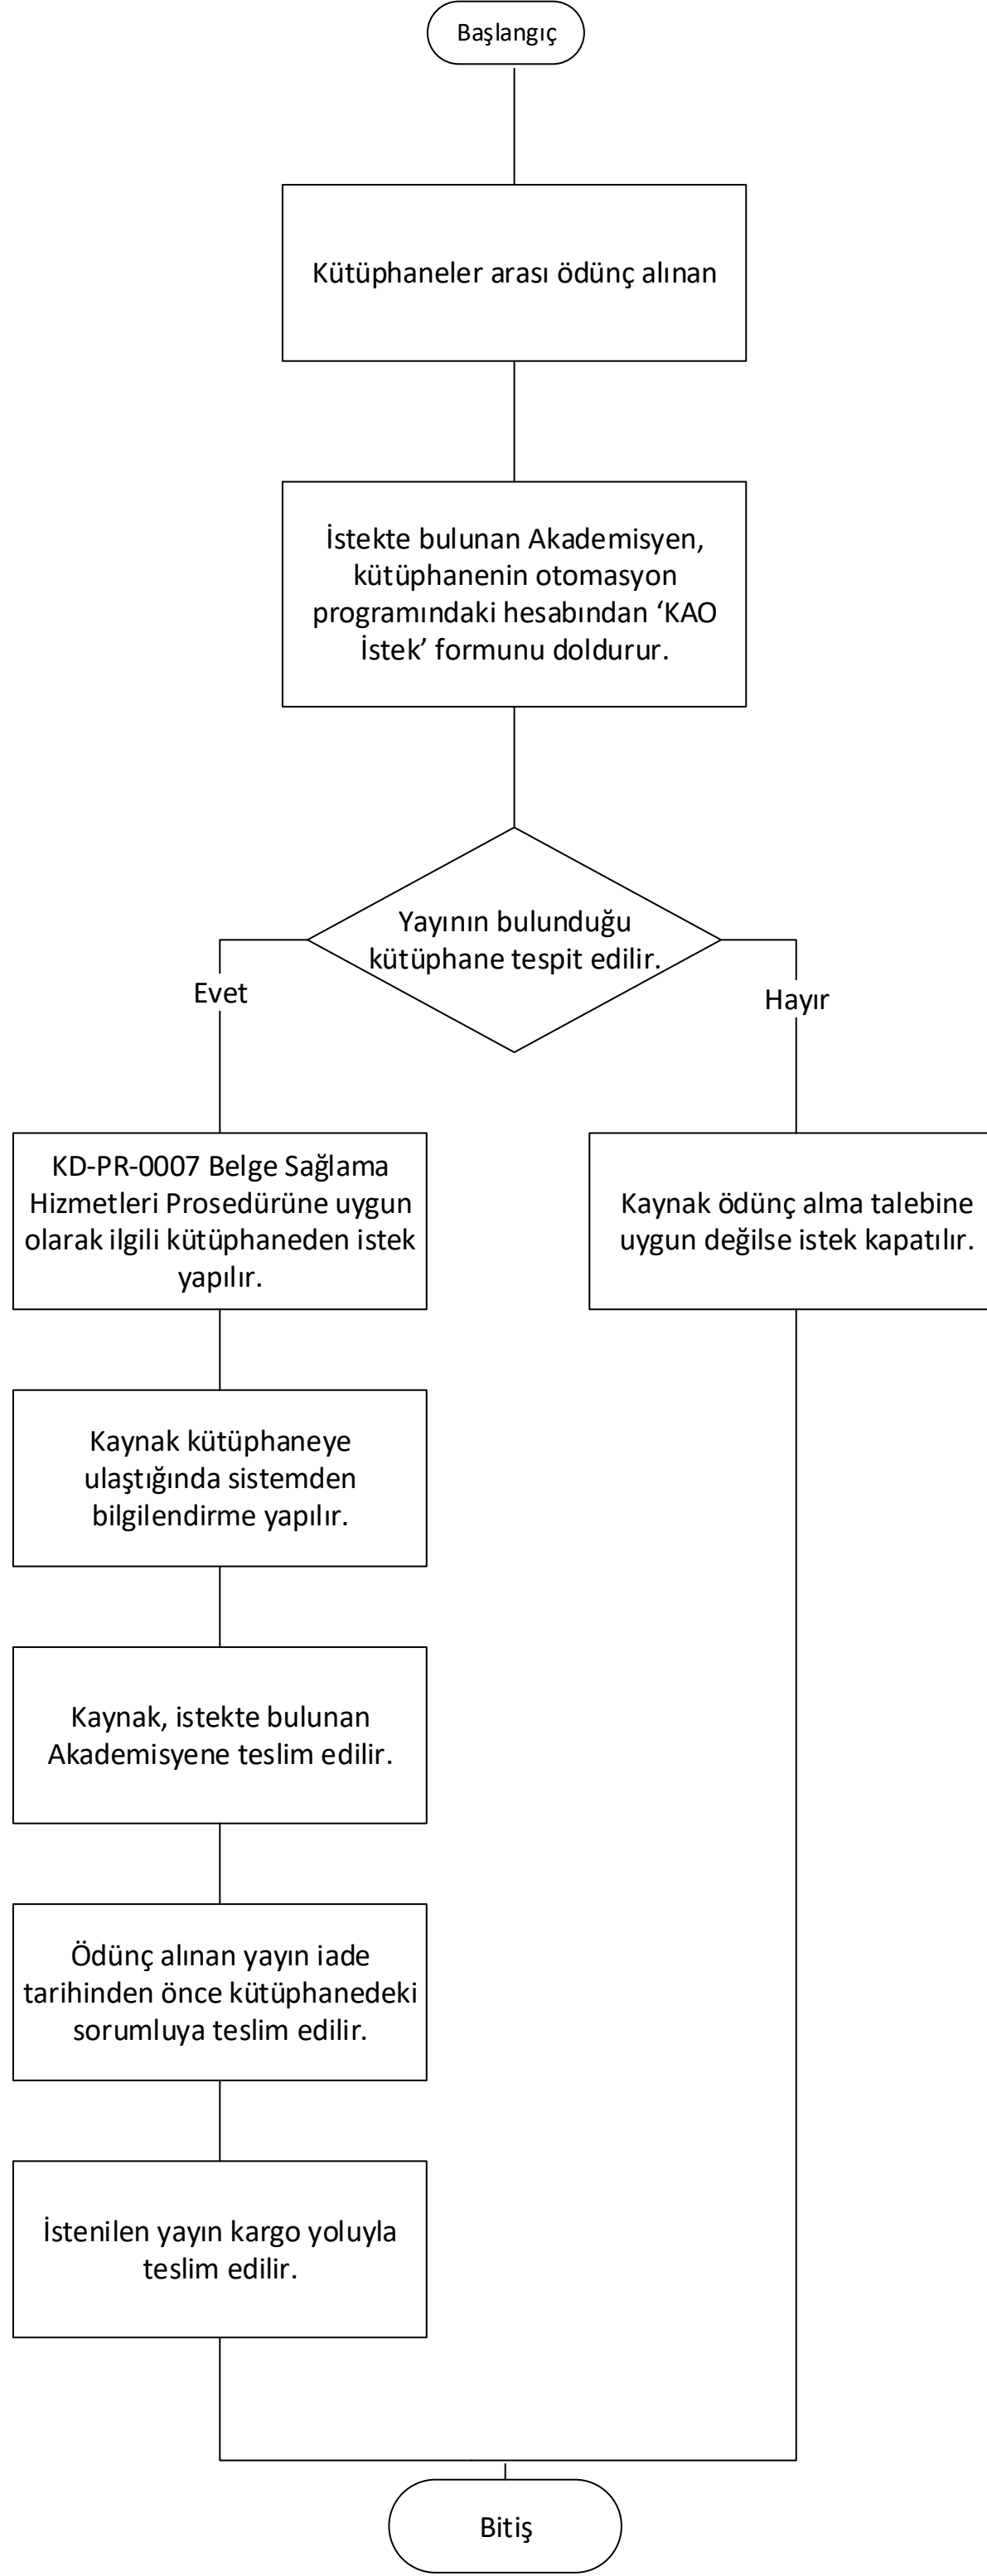 Başlangıç
Kütüphaneler arası ödünç alınan
İstekte bulunan Akademisyen,
kütüphanenin otomasyon
programındaki hesabından ‘KAO
İstek’ formunu doldurur.
Yayının bulunduğu
kütüphane tespit edilir.
Evet
Hayır
KD-PR-0007 Belge Sağlama
Hizmetleri Prosedürüne uygun
olarak ilgili kütüphaneden istek
yapılır.
Kaynak ödünç alma talebine
uygun değilse istek kapatılır.
Kaynak kütüphaneye
ulaştığında sistemden
bilgilendirme yapılır.
Kaynak, istekte bulunan
Akademisyene teslim edilir.
Ödünç alınan yayın iade
tarihinden önce kütüphanedeki
sorumluya teslim edilir.
İstenilen yayın kargo yoluyla
teslim edilir.
Bitiş